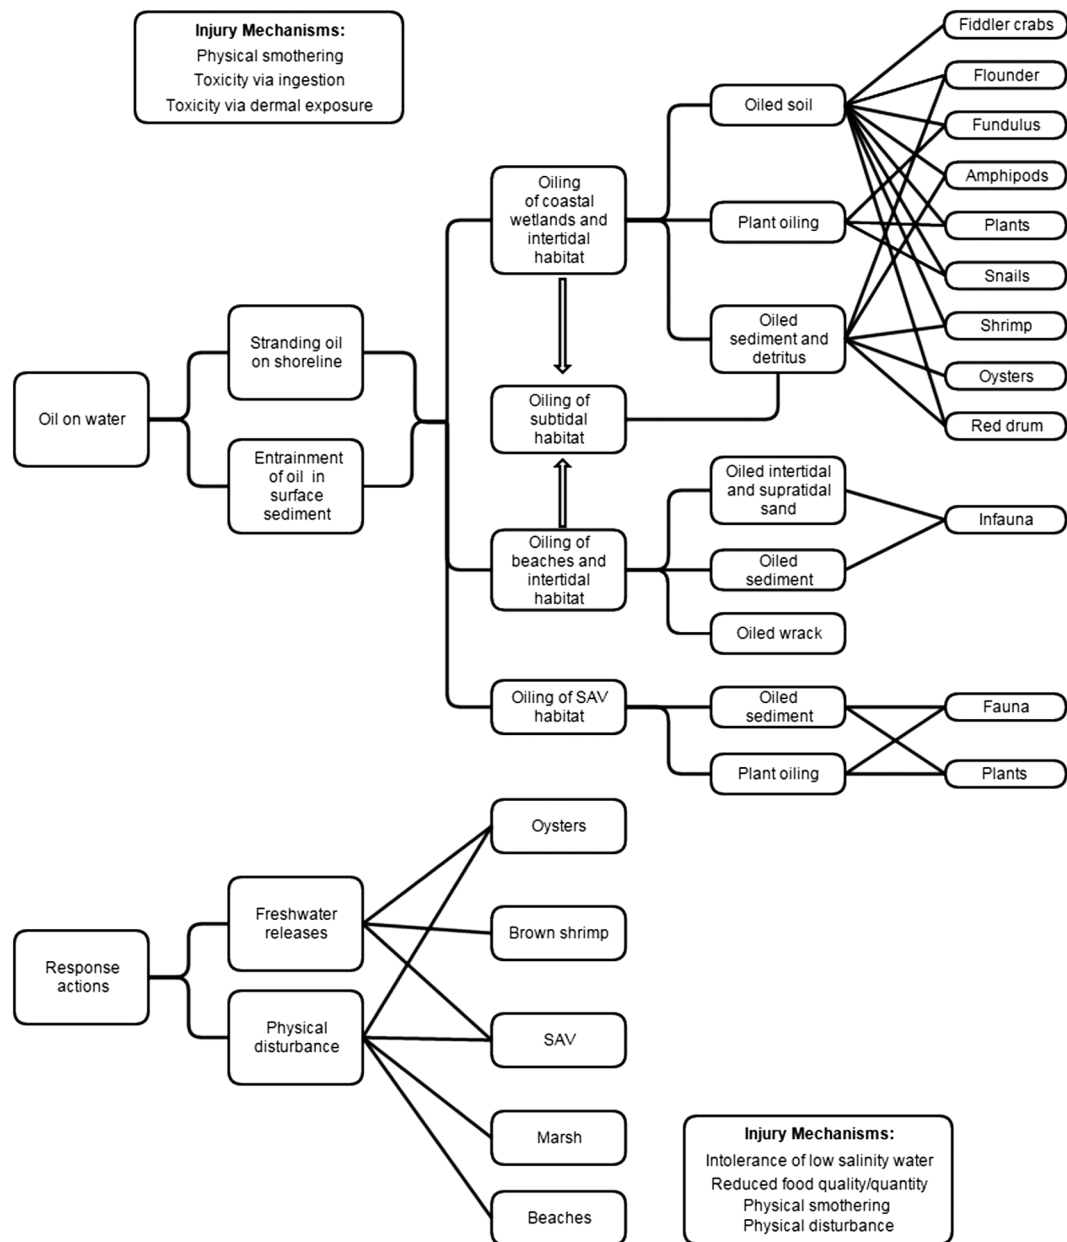 Injury Mechanisms:
Physical smothering
Toxicity via ingestion
Toxicity via dermal exposure
Oil on water
Stranding oil
on shoreline
Entrainment
of oil in
surface
sediment
Oiling
of coastal
wetlands and
intertidal
habitat
Oiling of
subtidal
habitat
Oiling of
beaches and
intertidal
habitat
Oiling of SAV
habitat
Oiled soil
Plant oiling
Oiled
sediment and
detritus
Oiled intertidal
and supratidal
sand
Oiled
sediment
Oiled wrack
Oiled
sediment
Plant oiling
Fiddler crabs
Flounder
Fundulus
Amphipods
Plants
Snails
Shrimp
Oysters
Red drum
Infauna
Fauna
Plants
Response
actions
Freshwater
releases
Physical
disturbance
Oysters
Brown shrimp
SAV
Marsh
Beaches
Injury Mechanisms:
Intolerance of low salinity water
Reduced food quality/quantity
Physical smothering
Physical disturbance